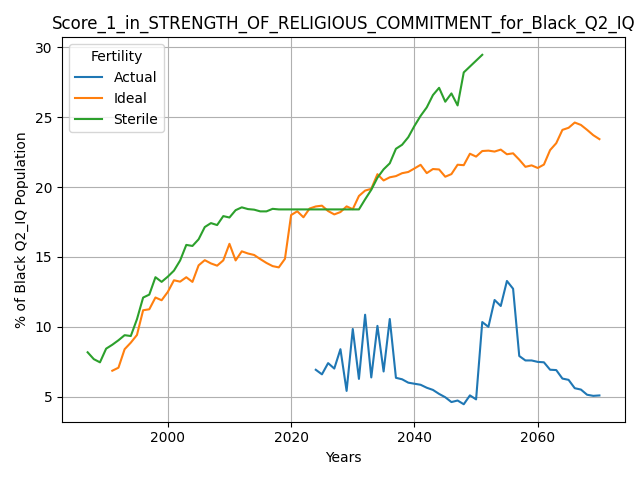 Score_1_in_STRENGTH_OF_RELIGIOUS_COMMITMENT_for_Black_Q2_IQ
Fertility
Actual
Ideal
Sterile
30
25
20
15
10
5
% of Black Q2_IQ Population
2000
2020
2040
2060
Years